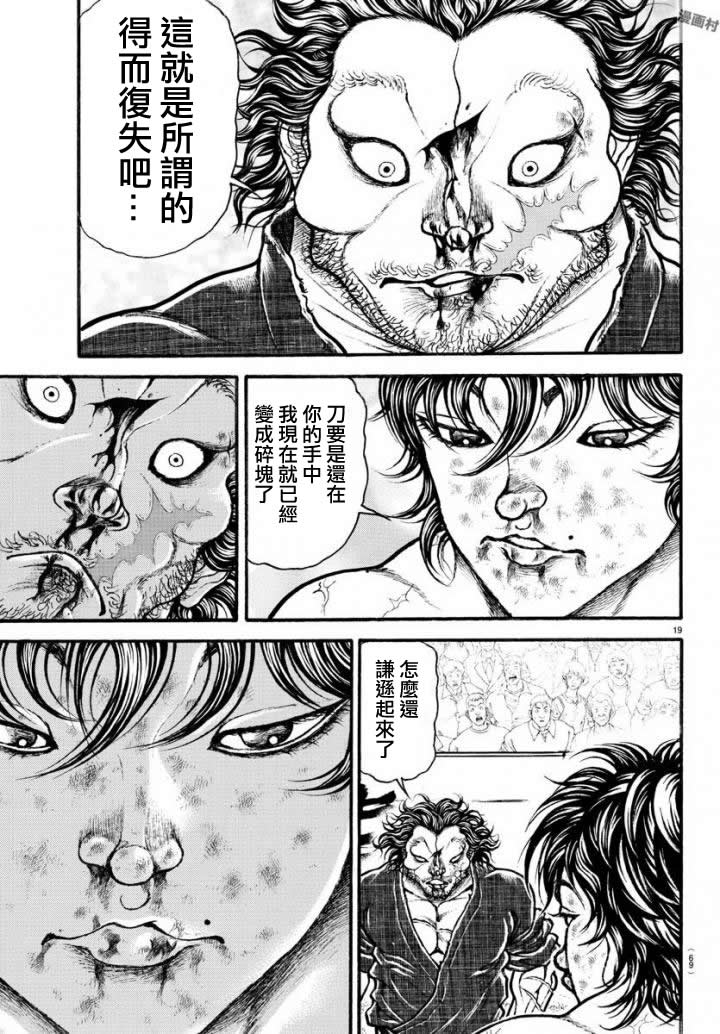 漫画村
這就是所謂的
得而復失吧…
刀要是還在
你的手中
我現在就已經
變成碎塊了
19
怎麼還
謙遜起來了
(69)